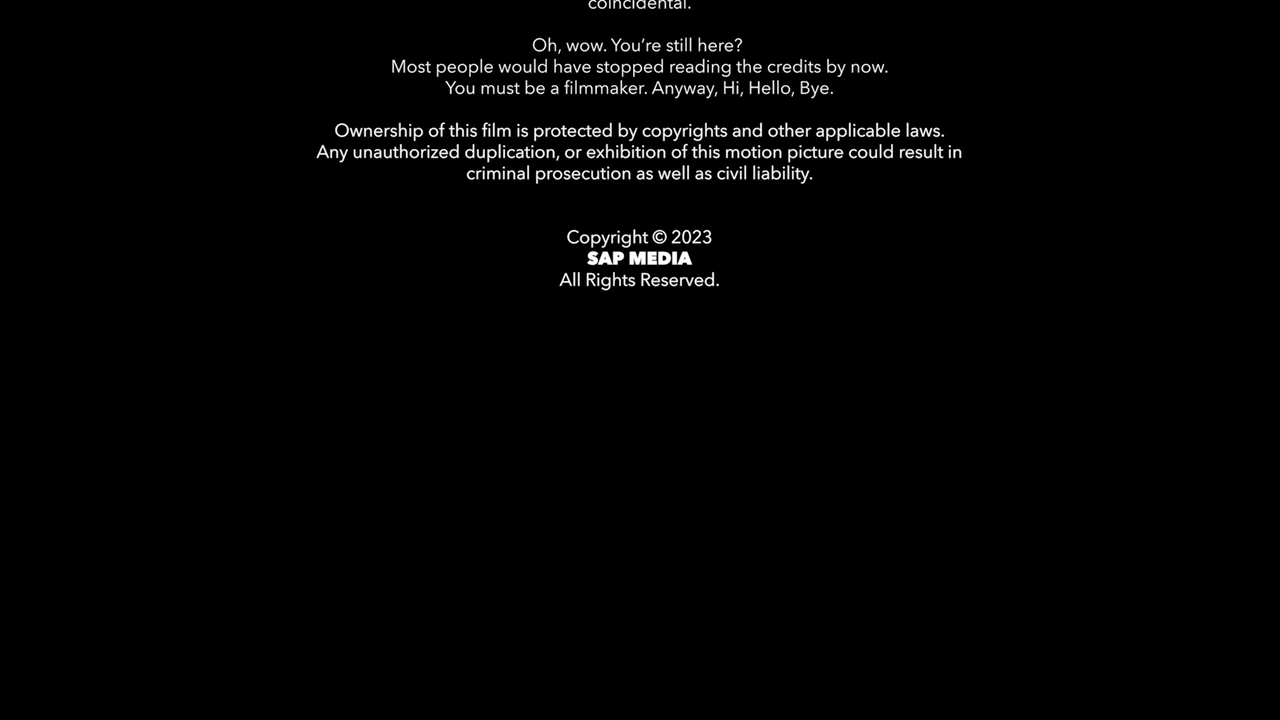 coincidental.
Oh, wow. You’re still here?
Most people would have stopped reading the credits by now.
You must be a filmmaker. Anyway, Hi, Hello, Bye.
Ownership of this film is protected by copyrights and other applicable laws.
Any unauthorized duplication, or exhibition of this motion picture could result in
criminal prosecution as well as civil liability.
Copyright © 2023
SAP MEDIA
All Rights Reserved.